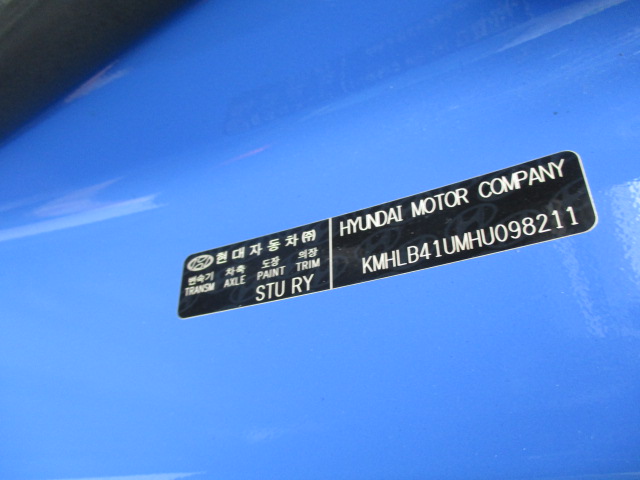 현대자동차㈜
변속기 차축 도장 의장
TRANSM AXLE PAINT TRIM
STU RY
HYUNDAI MOTOR COMPANY
KMHLB41UMHU098211